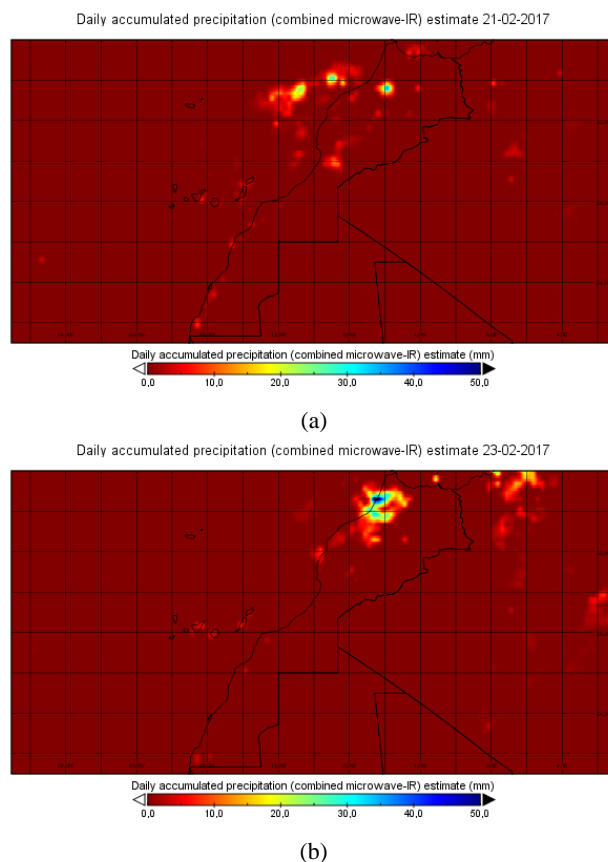 Daily accumulated precipitation (combined microwave-IR) estimate 21-02-2017
Daily accumulated precipitation (combined microwave-IR) estimate (mm)
0,0 10,0 20,0 30,0 40,0 50,0
(a)
Daily accumulated precipitation (combined microwave-IR) estimate 23-02-2017
Daily accumulated precipitation (combined microwave-IR) estimate (mm)
0,0 10,0 20,0 30,0 40,0 50,0
(b)